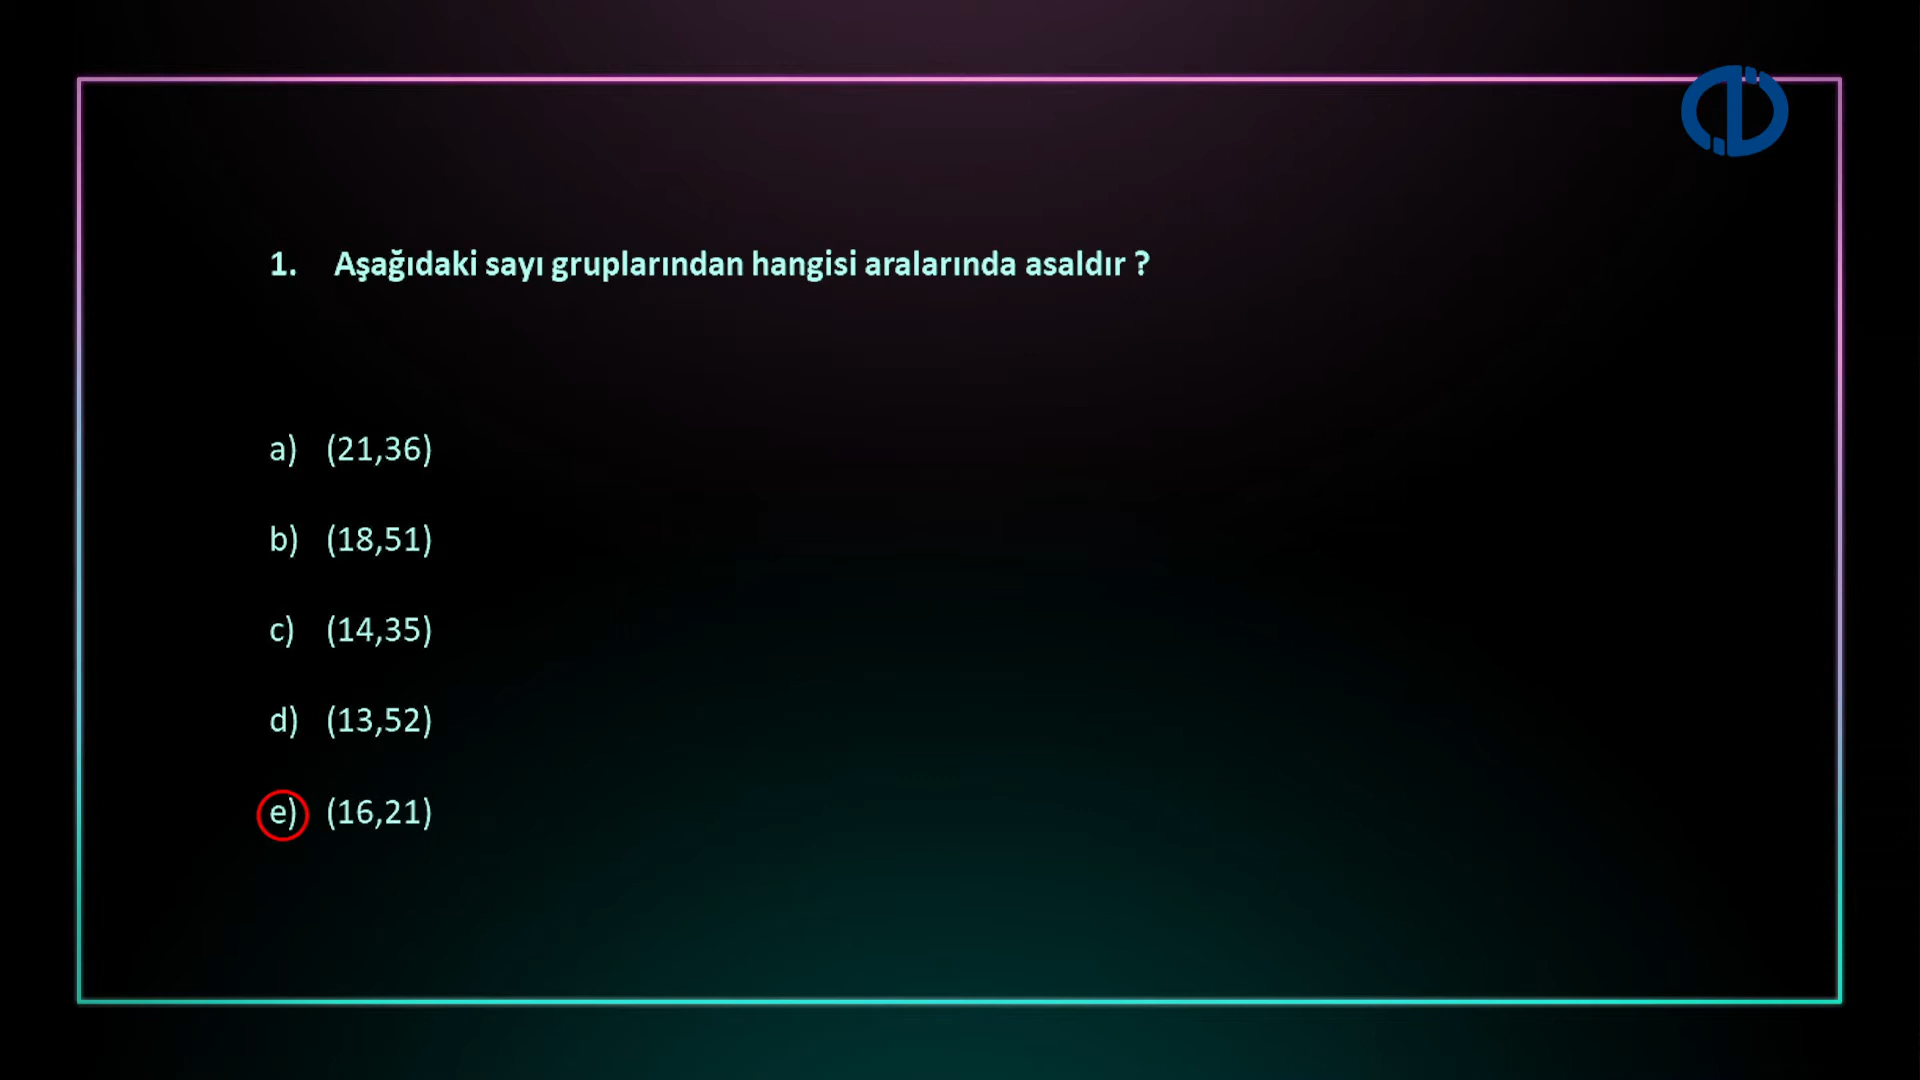 1. Aşağıdaki sayı gruplarından hangisi aralarında asaldır ?
a) (21,36)
b) (18,51)
c) (14,35)
d) (13,52)
e) (16,21)